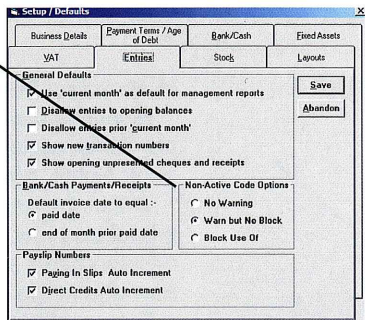 Setup / Defaults
Business Details
Payment Terms / Age of Debt
Bank/Cash
Fixed Assets
VAT
Entries
Stock
Layouts
General Defaults
Use 'current month' as default for management reports
Disallow entries to opening balances
Disallow entries prior 'current month'
Show new transaction numbers
Show opening unpresented cheques and receipts
Save
Abandon
Bank/Cash Payments/Receipts
Default invoice date to equal :-
paid date
end of month prior paid date
Non-Active Code Options
No Warning
Warn but No Block
Block Use Of
Payslip Numbers
Paying In Slips Auto Increment
Direct Credits Auto Increment